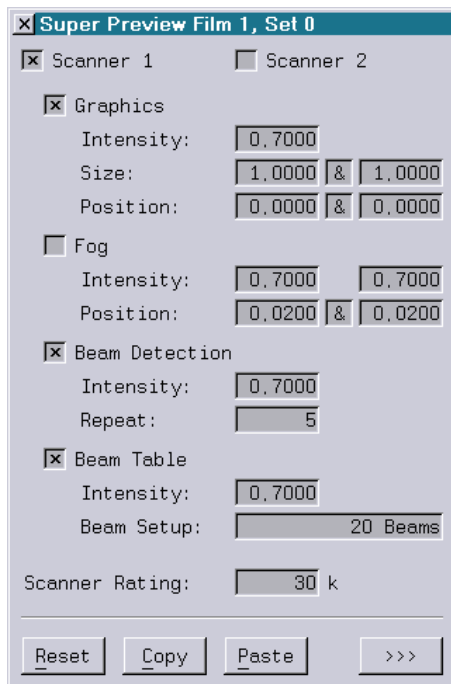 Super Preview Film 1, Set 0
Scanner 1 Scanner 2
Graphics
Intensity: 0.7000
Size: 1.0000 & 1.0000
Position: 0.0000 & 0.0000
Fog
Intensity: 0.7000 0.7000
Position: 0.0200 & 0.0200
Beam Detection
Intensity: 0.7000
Repeat: 5
Beam Table
Intensity: 0.7000
Beam Setup: 20 Beams
Scanner Rating: 30 k
Reset Copy Paste >>>